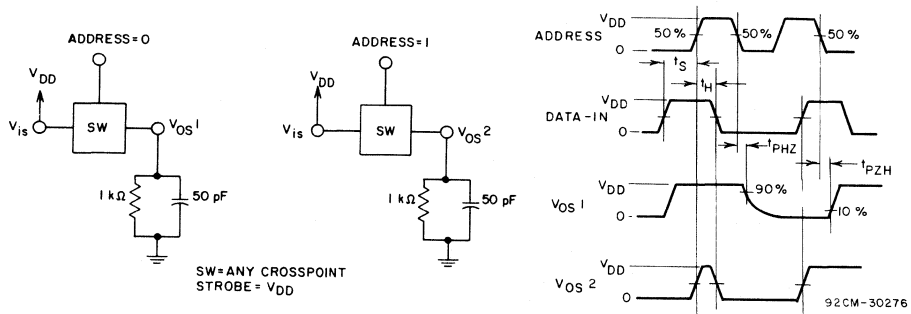 ADDRESS=0
V_DD
V_is
SW
V_OS 1
1 kΩ
50 pF
ADDRESS=1
V_DD
V_is
SW
V_OS 2
1 kΩ
50 pF
SW=ANY CROSSPOINT
STROBE=V_DD
ADDRESS
V_DD
50%
50%
50%
0
t_S
t_H
DATA-IN
V_DD
0
t_PHZ
t_PZH
V_OS 1
V_DD
90%
0
10%
V_OS 2
V_DD
0
92CM-30276